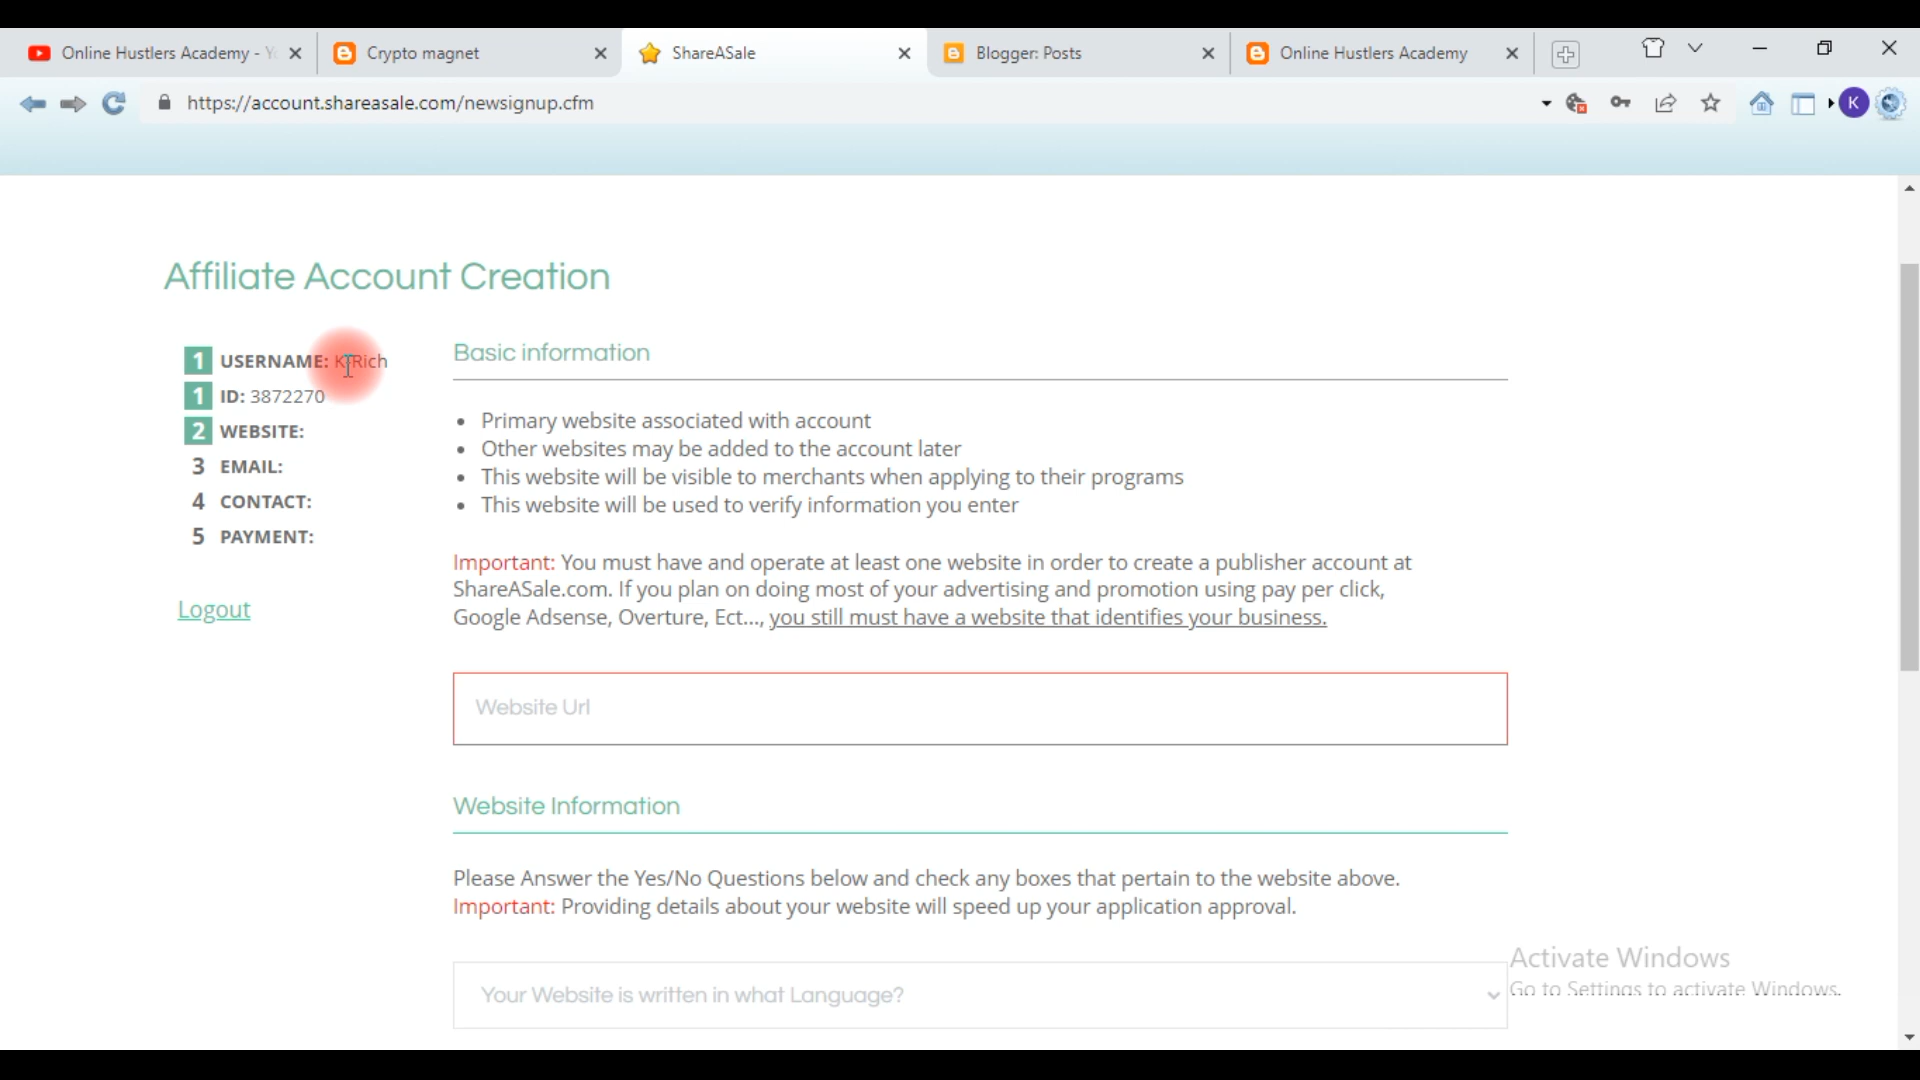 Online Hustlers Academy - Y
Crypto magnet
ShareASale
Blogger: Posts
Online Hustlers Academy
https://account.shareasale.com/newsignup.cfm
K
Affiliate Account Creation
1 USERNAME: K-Rich
1 ID: 3872270
2 WEBSITE:
3 EMAIL:
4 CONTACT:
5 PAYMENT:
Logout
Basic information
• Primary website associated with account
• Other websites may be added to the account later
• This website will be visible to merchants when applying to their programs
• This website will be used to verify information you enter
Important: You must have and operate at least one website in order to create a publisher account at
ShareASale.com. If you plan on doing most of your advertising and promotion using pay per click,
Google Adsense, Overture, Ect..., you still must have a website that identifies your business.
Website Url
Website Information
Please Answer the Yes/No Questions below and check any boxes that pertain to the website above.
Important: Providing details about your website will speed up your application approval.
Your Website is written in what Language?
Activate Windows
Go to Settings to activate Windows.